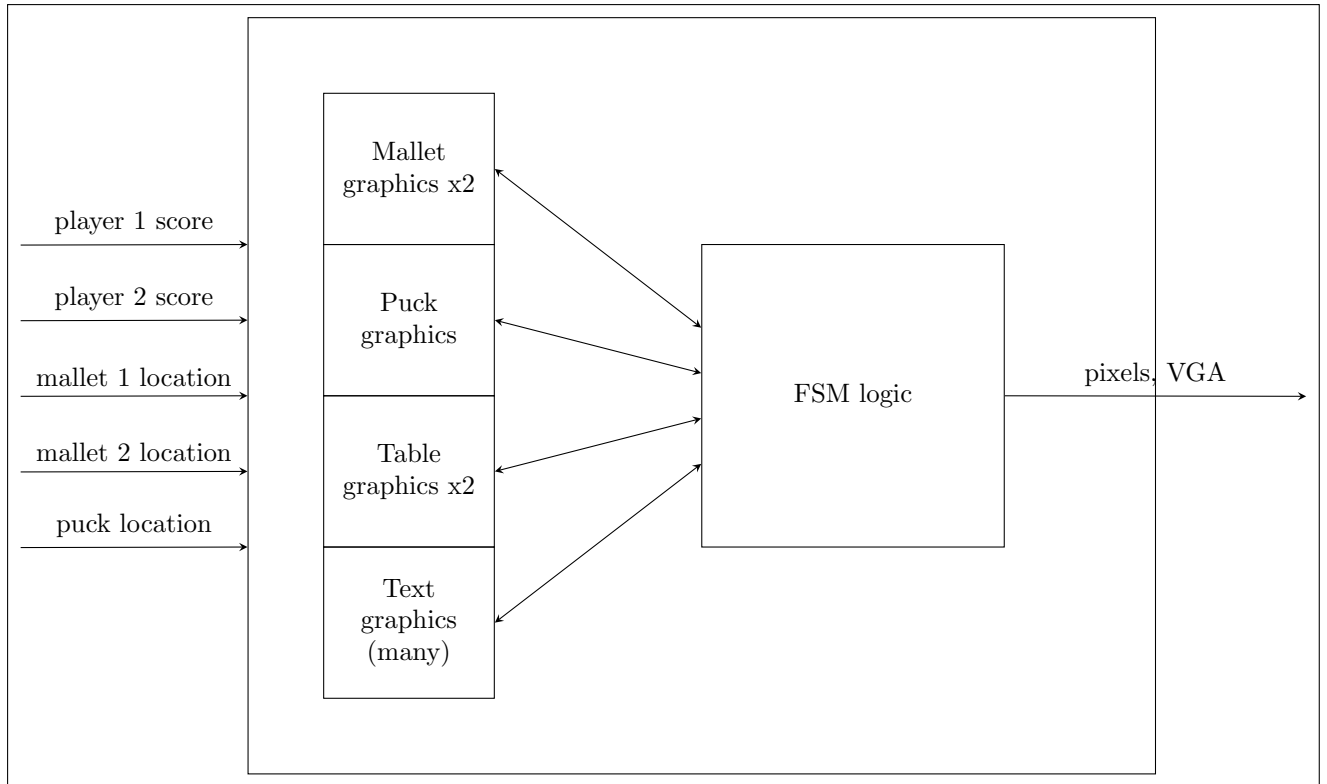 player 1 score
player 2 score
mallet 1 location
mallet 2 location
puck location
Mallet
graphics x2
Puck
graphics
Table
graphics x2
Text
graphics
(many)
FSM logic
pixels, VGA